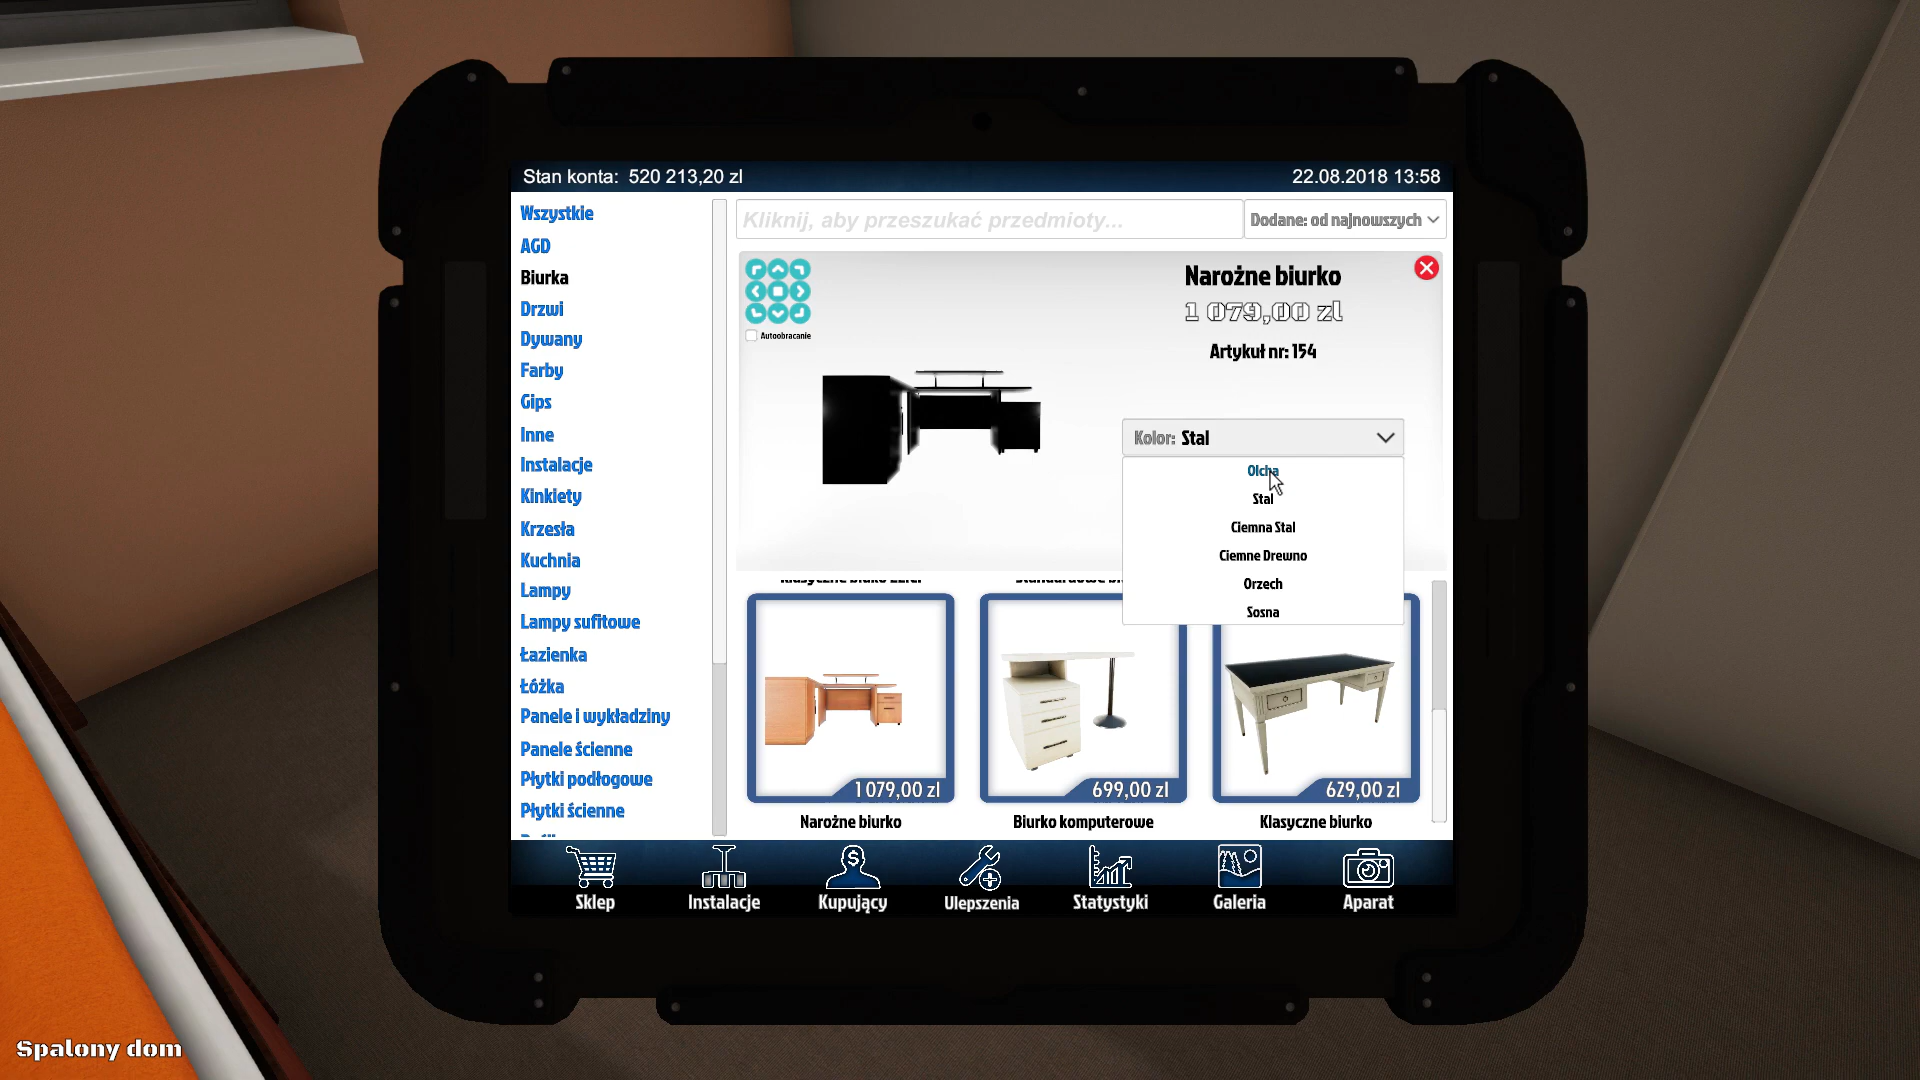 Stan konta: 520 213,20 zl
22.08.2018 13:58
Wszystkie
AGD
Biurka
Drzwi
Dywany
Farby
Gips
Inne
Instalacje
Kinkiety
Krzesła
Kuchnia
Lampy
Lampy sufitowe
Łazienka
Łóżka
Panele i wykładziny
Panele ścienne
Płytki podłogowe
Płytki ścienne
Kliknij, aby przeszukać przedmioty...
Dodane: od najnowszych
Autoobracanie
Narożne biurko
1 079,00 zl
Artykuł nr: 154
Kolor: Stal
Olcha
Stal
Ciemna Stal
Ciemne Drewno
Orzech
Sosna
1 079,00 zl
699,00 zl
629,00 zl
Narożne biurko
Biurko komputerowe
Klasyczne biurko
Sklep
Instalacje
Kupujący
Ulepszenia
Statystyki
Galeria
Aparat
Spalony dom